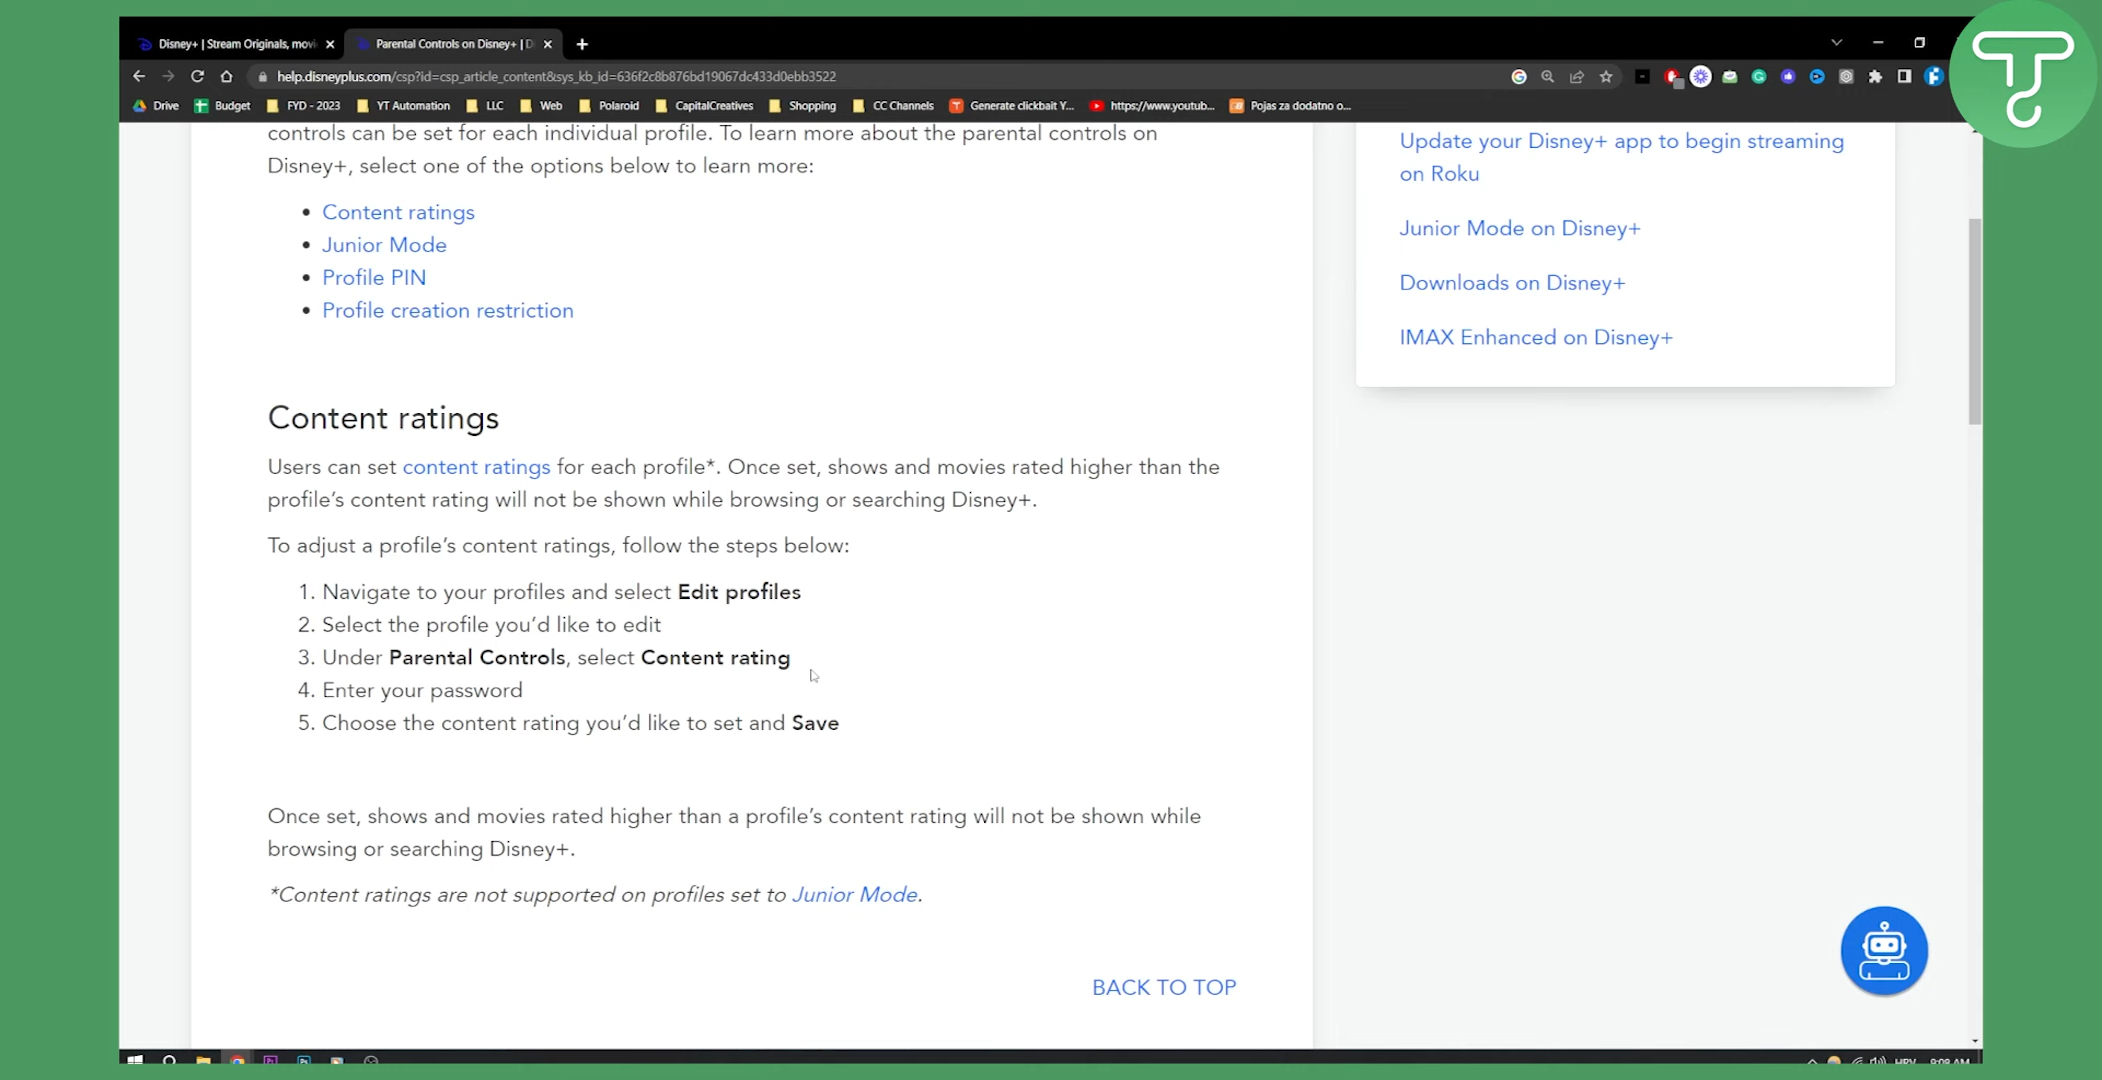 Disney+ | Stream Originals, movi
Parental Controls on Disney+ | D
help.disneyplus.com/csp?id=csp_article_content&sys_kb_id=636f2c8b876bd19067dc433d0ebb3522
Drive Budget FYD - 2023 YT Automation LLC Web Polaroid CapitalCreatives Shopping CC Channels Generate clickbait Y... https://www.youtub... Pojas za dodatno o...
controls can be set for each individual profile. To learn more about the parental controls on
Disney+, select one of the options below to learn more:
• Content ratings
• Junior Mode
• Profile PIN
• Profile creation restriction
Content ratings
Users can set content ratings for each profile*. Once set, shows and movies rated higher than the
profile's content rating will not be shown while browsing or searching Disney+.
To adjust a profile's content ratings, follow the steps below:
1. Navigate to your profiles and select Edit profiles
2. Select the profile you'd like to edit
3. Under Parental Controls, select Content rating
4. Enter your password
5. Choose the content rating you'd like to set and Save
Once set, shows and movies rated higher than a profile's content rating will not be shown while
browsing or searching Disney+.
*Content ratings are not supported on profiles set to Junior Mode.
BACK TO TOP
Update your Disney+ app to begin streaming
on Roku
Junior Mode on Disney+
Downloads on Disney+
IMAX Enhanced on Disney+
HRV 9:08 AM